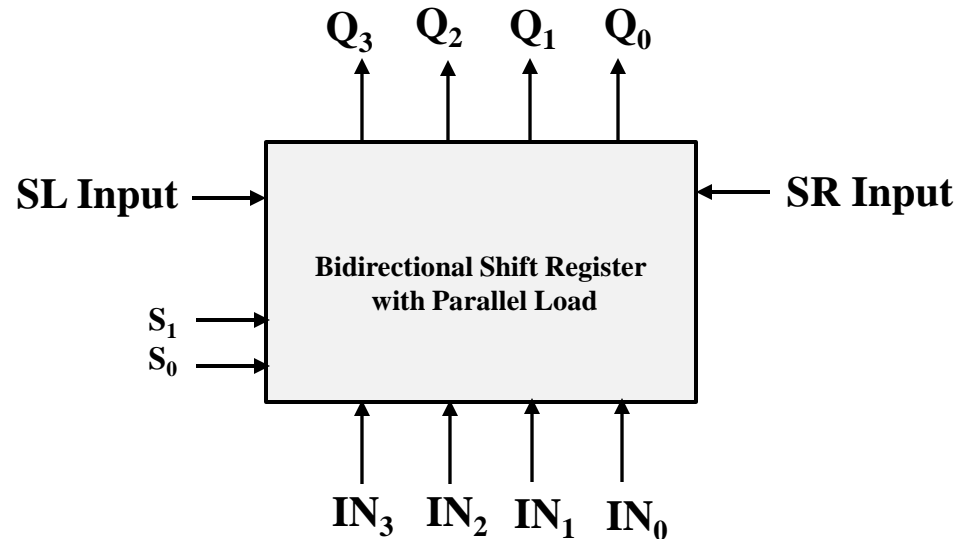 Q₃ Q₂ Q₁ Q₀
SL Input
SR Input
Bidirectional Shift Register
with Parallel Load
S₁
S₀
IN₃ IN₂ IN₁ IN₀